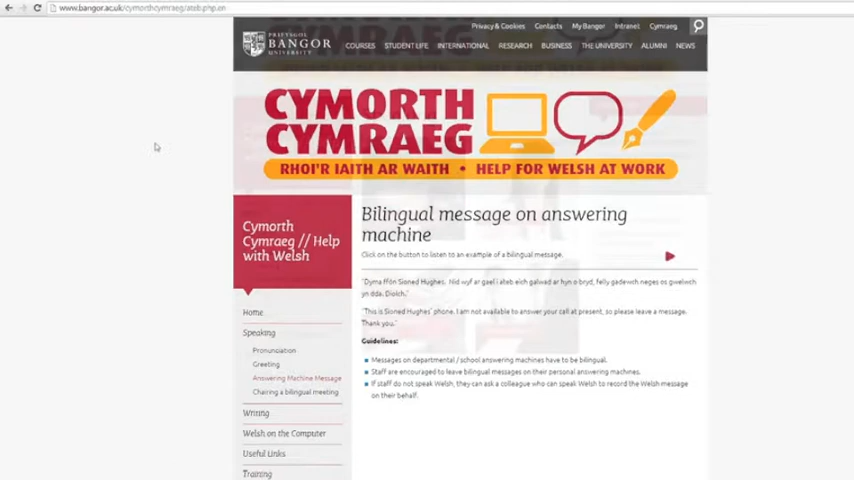 www.bangor.ac.uk/cymorthcymraeg/ateb.php.en
Privacy & Cookies Contacts My Bangor Intranet Cymraeg
PRIFYSGOL
BANGOR
UNIVERSITY
COURSES STUDENT LIFE INTERNATIONAL RESEARCH BUSINESS THE UNIVERSITY ALUMNI NEWS
CYMORTH
CYMRAEG
RHOI'R IAITH AR WAITH • HELP FOR WELSH AT WORK
Cymorth
Cymraeg // Help
with Welsh
Bilingual message on answering
machine
Click on the button to listen to an example of a bilingual message.
"Dyma ffôn Sioned Hughes. Nid wyf ar gael i ateb eich galwad ar hyn o bryd, felly gadewch neges os gwelwch
yn dda. Diolch."
"This is Sioned Hughes' phone. I am not available to answer your call at present, so please leave a message.
Thank you."
Guidelines:
Messages on departmental / school answering machines have to be bilingual.
Staff are encouraged to leave bilingual messages on their personal answering machines.
If staff do not speak Welsh, they can ask a colleague who can speak Welsh to record the Welsh message
on their behalf.
Home
Speaking
Pronunciation
Greeting
Answering Machine Message
Chairing a bilingual meeting
Writing
Welsh on the Computer
Useful Links
Training